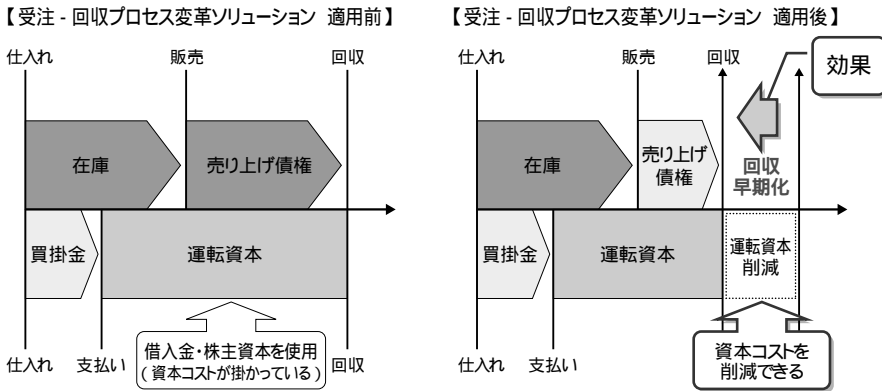 【受注 - 回収プロセス変革ソリューション 適用前】
仕入れ
販売
回収
在庫
売り上げ債権
買掛金
運転資本
借入金・株主資本を使用
(資本コストが掛かっている)
仕入れ
支払い
回収
【受注 - 回収プロセス変革ソリューション 適用後】
仕入れ
販売
回収
効果
在庫
売り上げ
債権
回収
早期化
買掛金
運転資本
運転資本
削減
資本コストを
削減できる
仕入れ
支払い